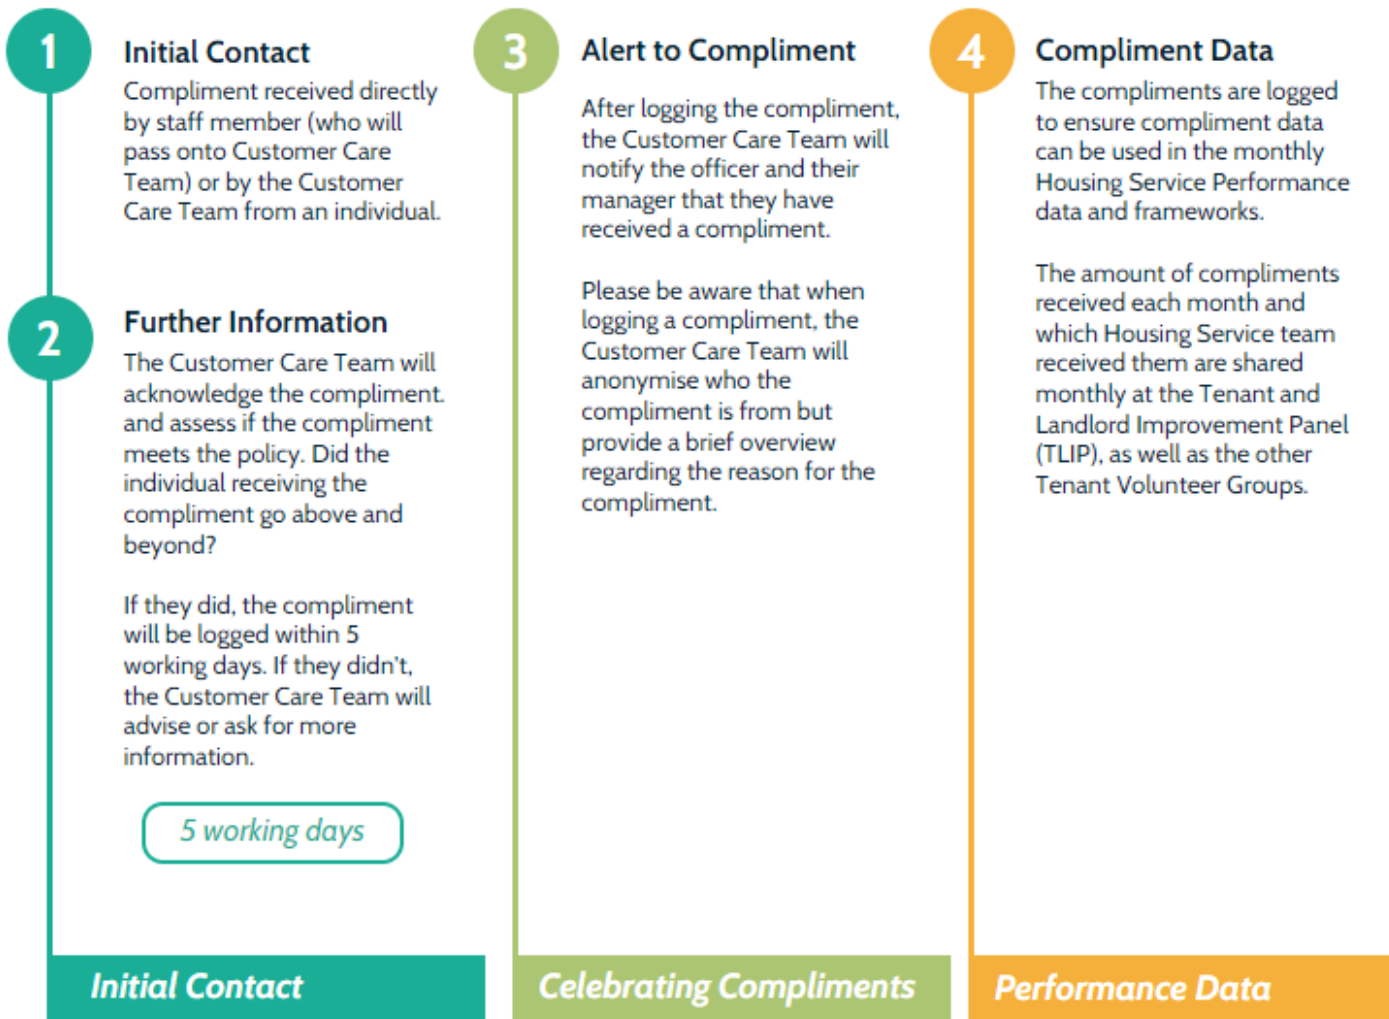 1
Initial Contact
Compliment received directly
by staff member (who will
pass onto Customer Care
Team) or by the Customer
Care Team from an individual.
2
Further Information
The Customer Care Team will
acknowledge the compliment.
and assess if the compliment
meets the policy. Did the
individual receiving the
compliment go above and
beyond?
If they did, the compliment
will be logged within 5
working days. If they didn't,
the Customer Care Team will
advise or ask for more
information.
5 working days
Initial Contact
3
Alert to Compliment
After logging the compliment,
the Customer Care Team will
notify the officer and their
manager that they have
received a compliment.
Please be aware that when
logging a compliment, the
Customer Care Team will
anonymise who the
compliment is from but
provide a brief overview
regarding the reason for the
compliment.
Celebrating Compliments
4
Compliment Data
The compliments are logged
to ensure compliment data
can be used in the monthly
Housing Service Performance
data and frameworks.
The amount of compliments
received each month and
which Housing Service team
received them are shared
monthly at the Tenant and
Landlord Improvement Panel
(TLIP), as well as the other
Tenant Volunteer Groups.
Performance Data